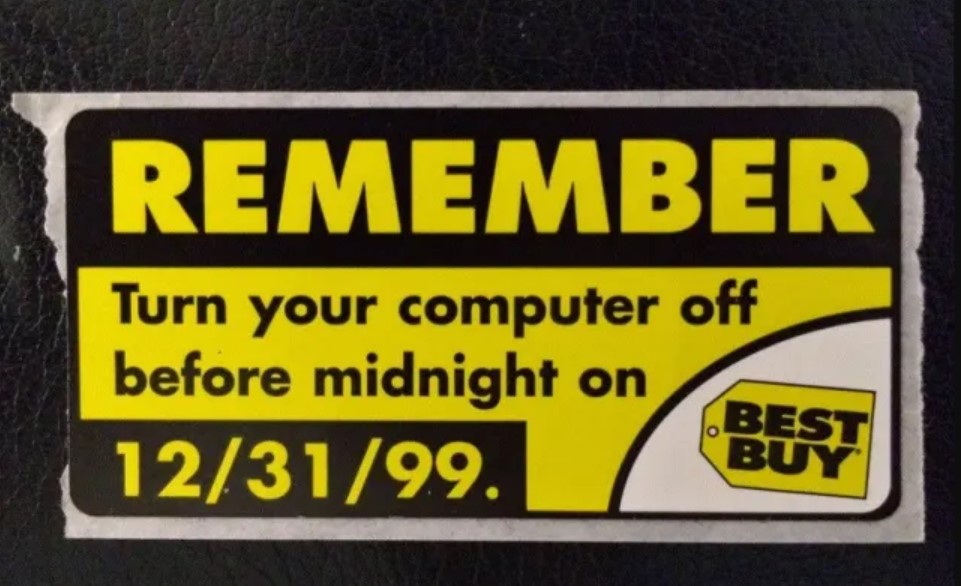 REMEMBER
Turn your computer off
before midnight on
12/31/99.
BEST
BUY